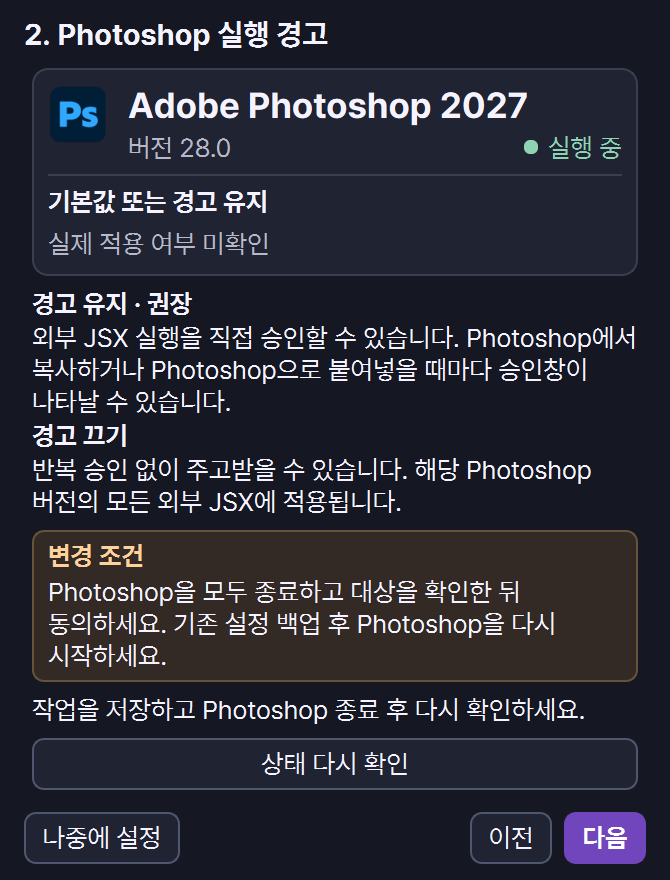 2. Photoshop 실행 경고
Ps
Adobe Photoshop 2027
버전 28.0
실행 중
기본값 또는 경고 유지
실제 적용 여부 미확인
경고 유지 · 권장
외부 JSX 실행을 직접 승인할 수 있습니다. Photoshop에서
복사하거나 Photoshop으로 붙여넣을 때마다 승인창이
나타날 수 있습니다.
경고 끄기
반복 승인 없이 주고받을 수 있습니다. 해당 Photoshop
버전의 모든 외부 JSX에 적용됩니다.
변경 조건
Photoshop을 모두 종료하고 대상을 확인한 뒤
동의하세요. 기존 설정 백업 후 Photoshop을 다시
시작하세요.
작업을 저장하고 Photoshop 종료 후 다시 확인하세요.
상태 다시 확인
나중에 설정
이전
다음